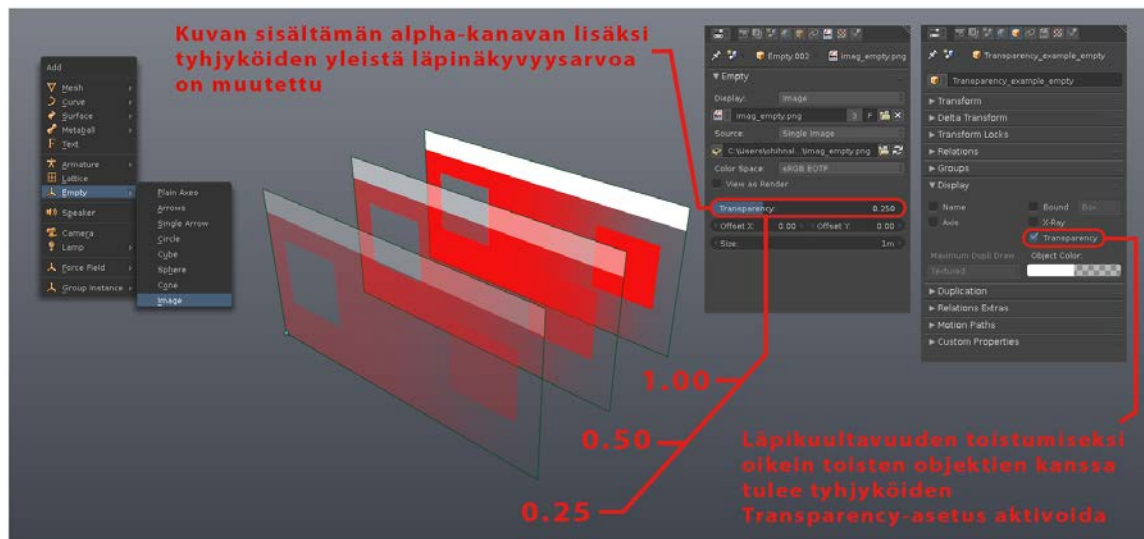 Kuvan sisältämän alpha-kanavan lisäksi
tyhjyköiden yleistä läpinäkyvyysarvoa
on muutettu
Add
Mesh
Curve
Surface
Metaball
Text
Armature
Lattice
Empty
Speaker
Camera
Lamp
Force Field
Group Instance
Plain Axes
Arrows
Single Arrow
Circle
Cube
Sphere
Cone
Image
1.00
0.50
0.25
Empty.002 imag_empty.png
Empty
Display: Image
imag_empty.png 3 F
Source: Single Image
imag_empty.png
Color Space: sRGB EOTF
View as Render
Transparency: 0.250
Offset X: 0.00 Offset Y: 0.00
Size: 1m
Transparency_example_empty
Transparency_example_empty
Transform
Delta Transform
Transform Locks
Relations
Groups
Display
Name Bound Box
Axis X-Ray
Transparency
Maximum Dupli Draw Object Color:
Textured
Duplication
Relations Extras
Motion Paths
Custom Properties
Läpikuultavuuden toistumiseksi
oikein toisten objektien kanssa
tulee tyhjyköiden
Transparency-asetus aktivoida